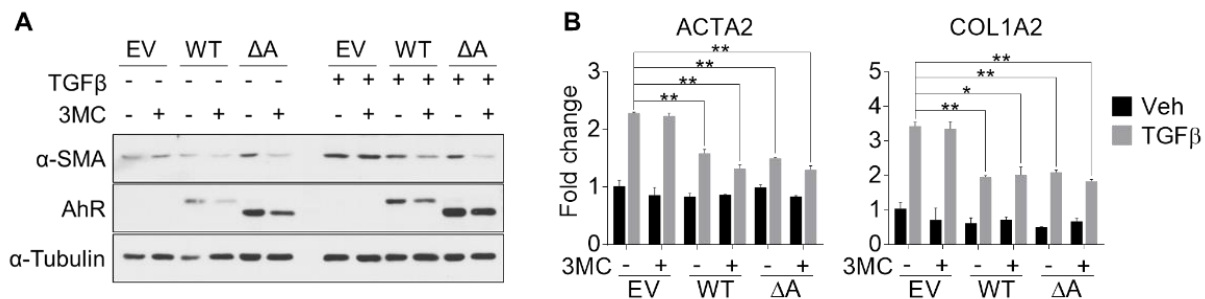 A
EV WT ΔA EV WT ΔA
TGFβ - - - - - - + + + + + +
3MC - + - + - + - + - + - +
α-SMA
AhR
α-Tubulin
B
ACTA2
**
**
**
**
Fold change
3
2
1
0
3MC - + - + - +
EV WT ΔA
COL1A2
**
**
*
**
5
4
3
2
1
0
3MC - + - + - +
EV WT ΔA
Veh
TGFβ